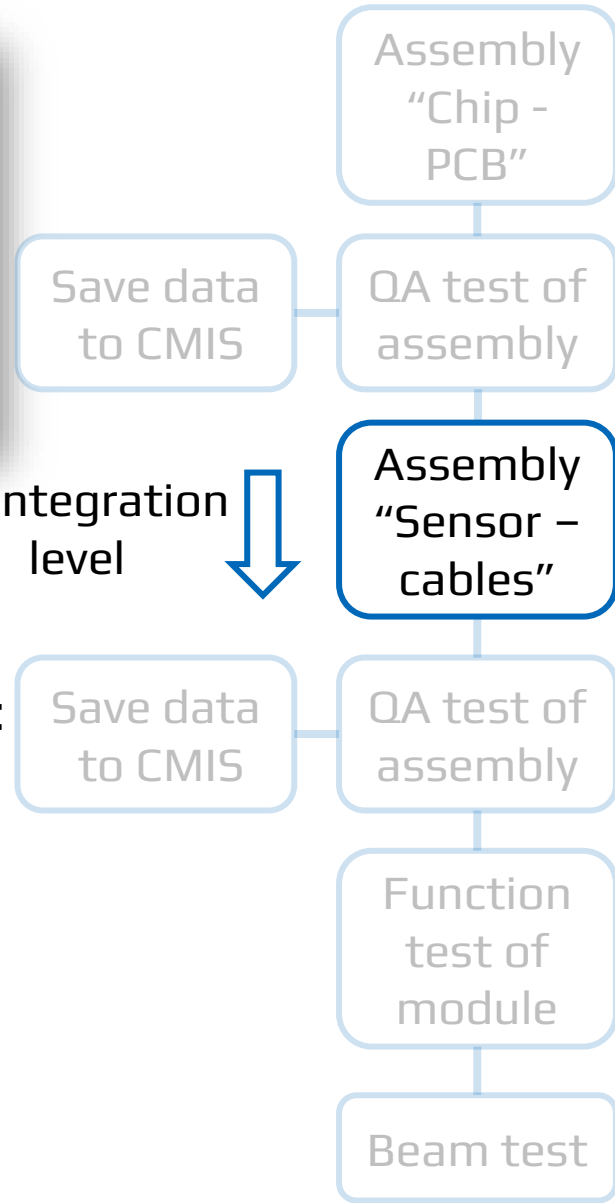 Assembly
“Chip -
PCB”
Save data
to CMIS
QA test of
assembly
ntegration
level
Assembly
“Sensor –
cables”
Save data
to CMIS
QA test of
assembly
Function
test of
module
Beam test